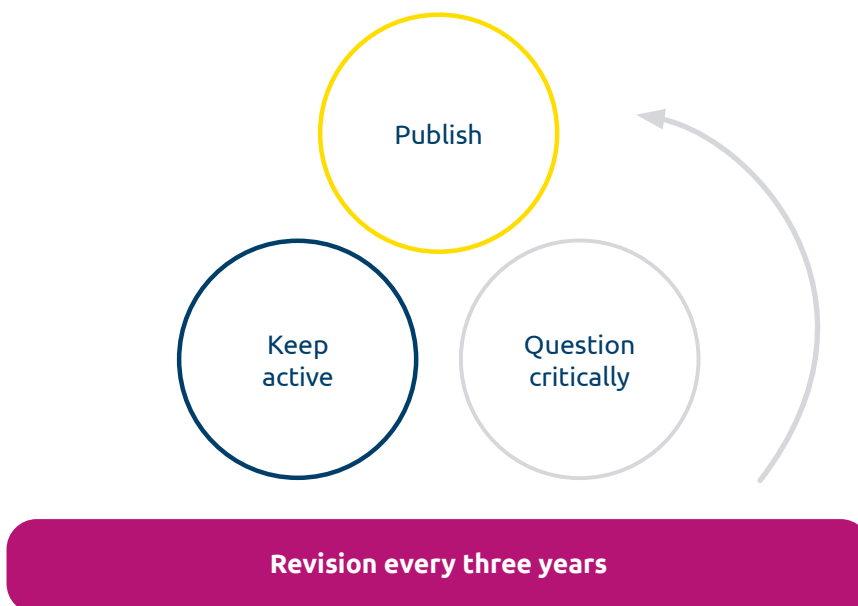 Publish
Keep
active
Question
critically
Revision every three years